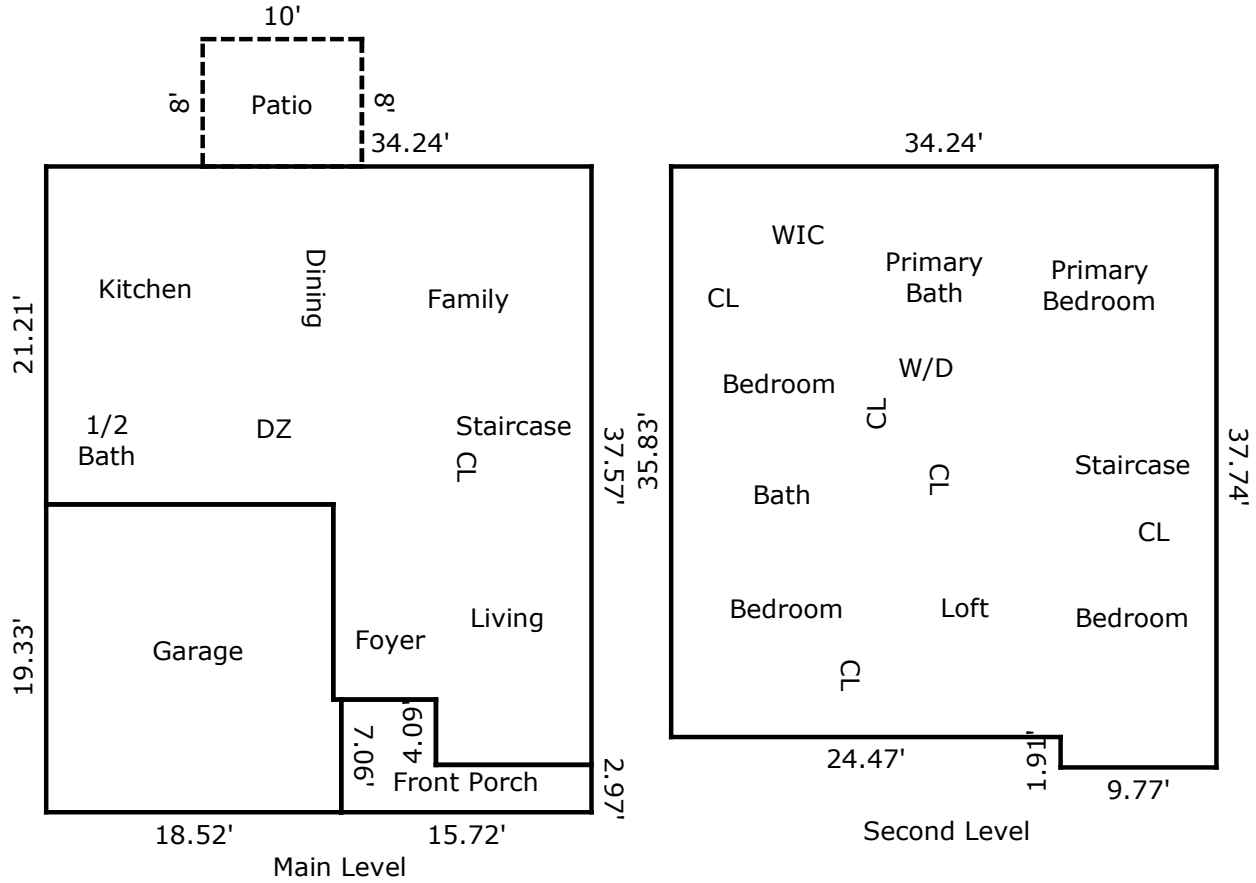 10'
8'
Patio
8'
34.24'
Kitchen
Dining
Family
21.21'
1/2
Bath
DZ
Staircase
CL
37.57'
19.33'
Garage
Foyer
Living
4.09'
7.06'
Front Porch
2.97'
18.52'
15.72'
Main Level
34.24'
WIC
Primary
Bath
Primary
Bedroom
CL
Bedroom
W/D
CL
35.83'
37.74'
Bath
CL
Staircase
CL
Bedroom
Loft
Bedroom
CL
24.47'
1.91'
9.77'
Second Level